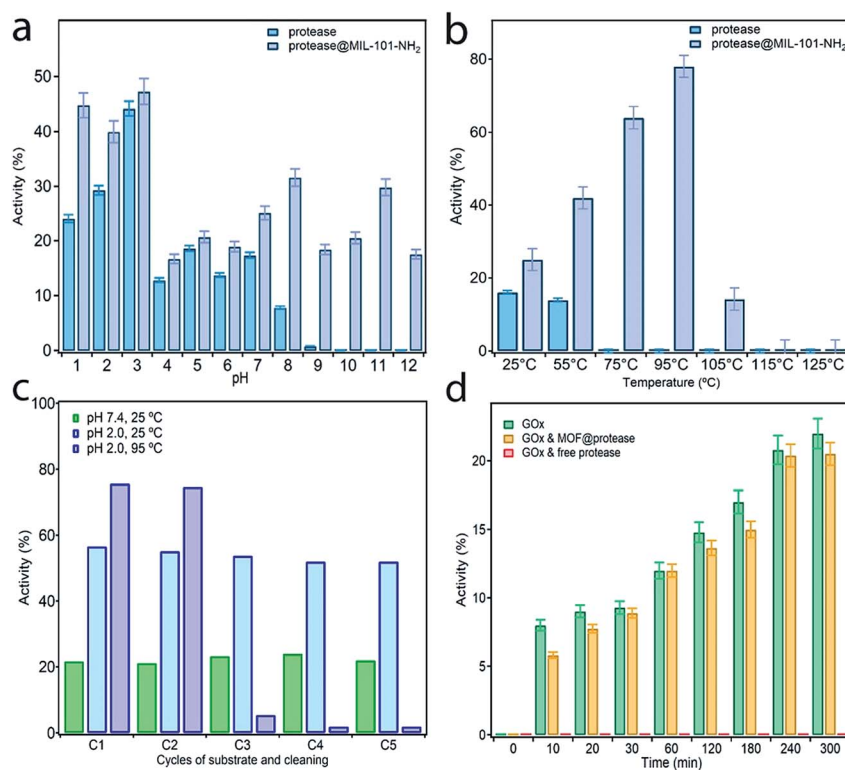 a
protease
protease@MIL-101-NH₂
Activity (%)
50
40
30
20
10
0
1 2 3 4 5 6 7 8 9 10 11 12
pH
b
protease
protease@MIL-101-NH₂
Activity (%)
80
60
40
20
0
25°C 55°C 75°C 95°C 105°C 115°C 125°C
Temperature (ºC)
c
pH 7.4, 25 ºC
pH 2.0, 25 ºC
pH 2.0, 95 ºC
Activity (%)
100
80
60
40
20
0
C1 C2 C3 C4 C5
Cycles of substrate and cleaning
d
GOx
GOx & MOF@protease
GOx & free protease
Activity (%)
20
15
10
5
0
0 10 20 30 60 120 180 240 300
Time (min)